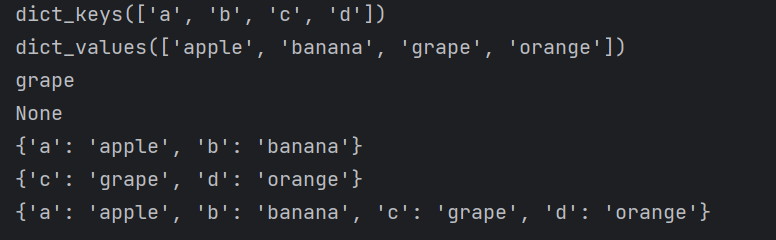 dict_keys(['a', 'b', 'c', 'd'])
dict_values(['apple', 'banana', 'grape', 'orange'])
grape
None
{'a': 'apple', 'b': 'banana'}
{'c': 'grape', 'd': 'orange'}
{'a': 'apple', 'b': 'banana', 'c': 'grape', 'd': 'orange'}